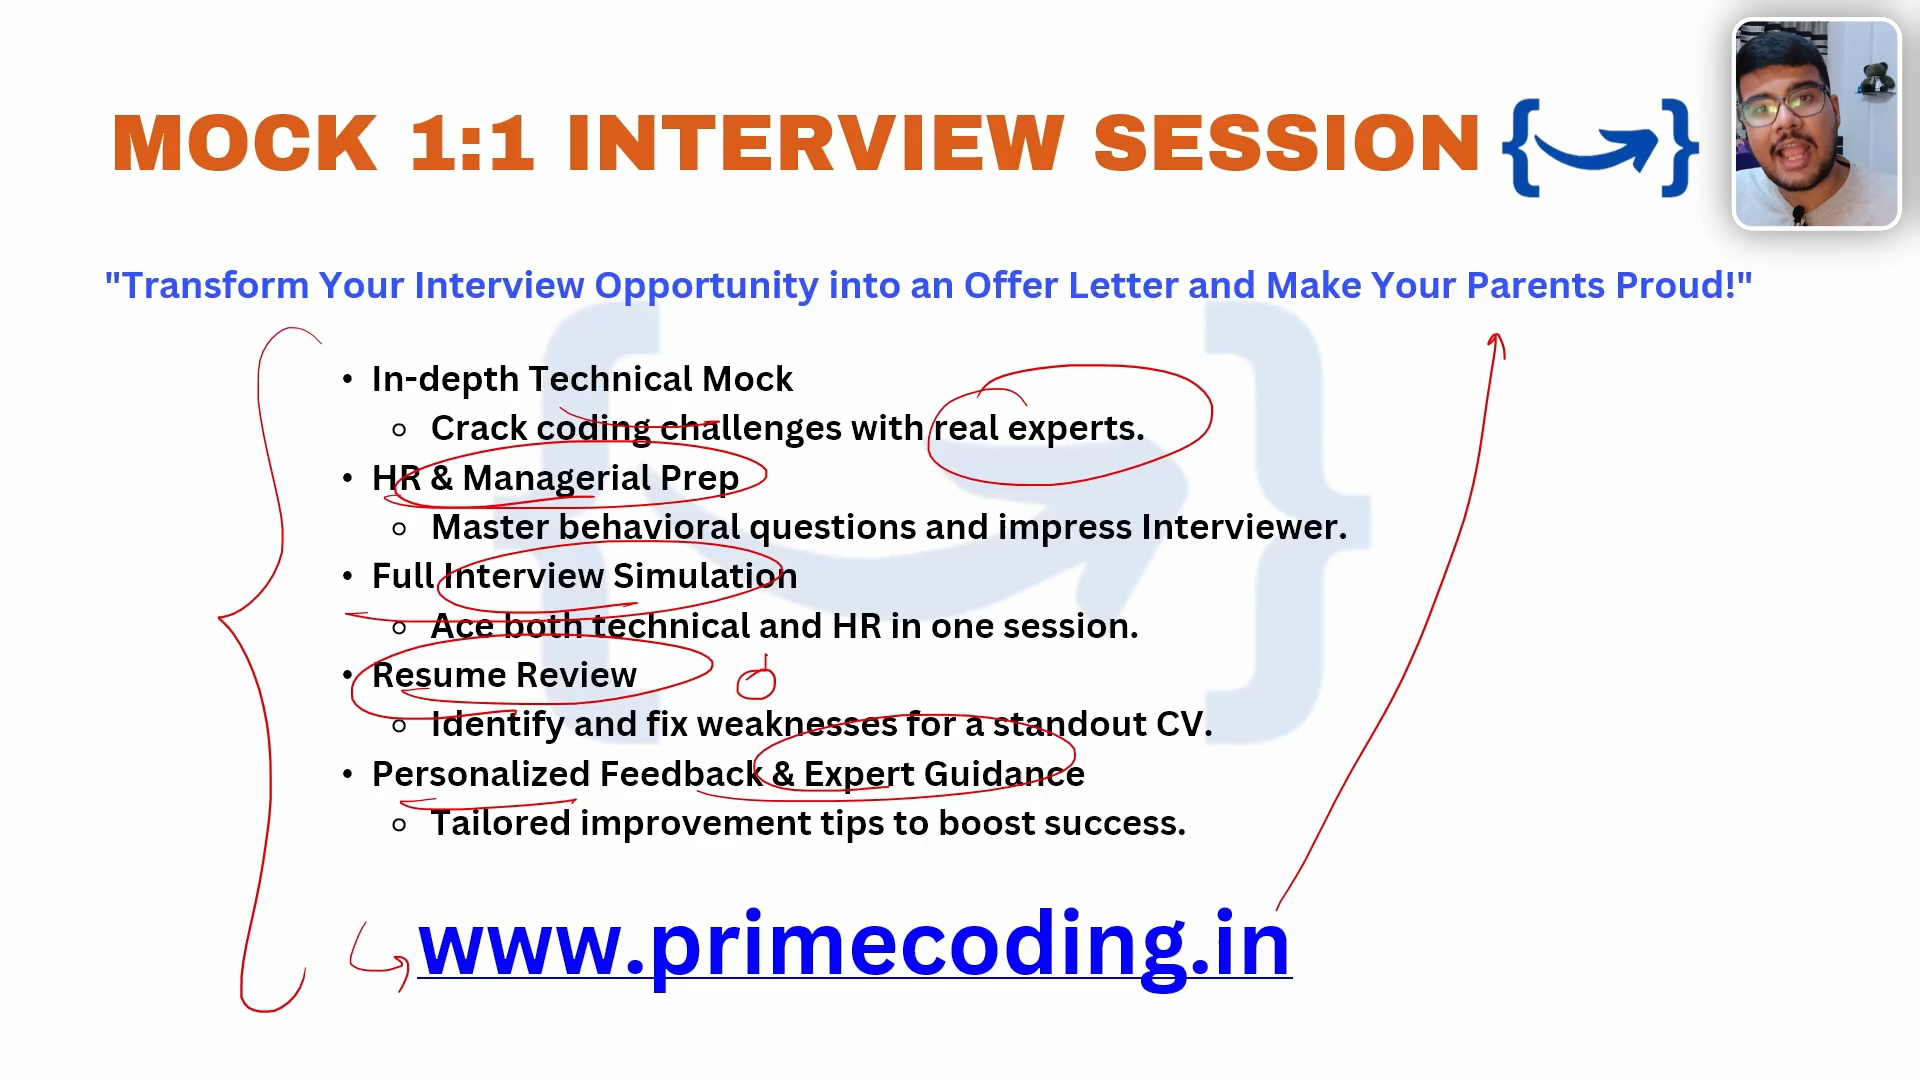 MOCK 1:1 INTERVIEW SESSION
"Transform Your Interview Opportunity into an Offer Letter and Make Your Parents Proud!"
• In-depth Technical Mock
○ Crack coding challenges with real experts.
• HR & Managerial Prep
○ Master behavioral questions and impress Interviewer.
• Full Interview Simulation
○ Ace both technical and HR in one session.
• Resume Review
○ Identify and fix weaknesses for a standout CV.
• Personalized Feedback & Expert Guidance
○ Tailored improvement tips to boost success.
www.primecoding.in